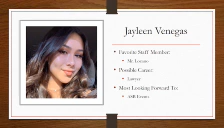 Jayleen Venegas
• Favorite Staff Member:
• Mr. Lozano
• Possible Career:
• Lawyer
• Most Looking Forward To:
• ASB Events